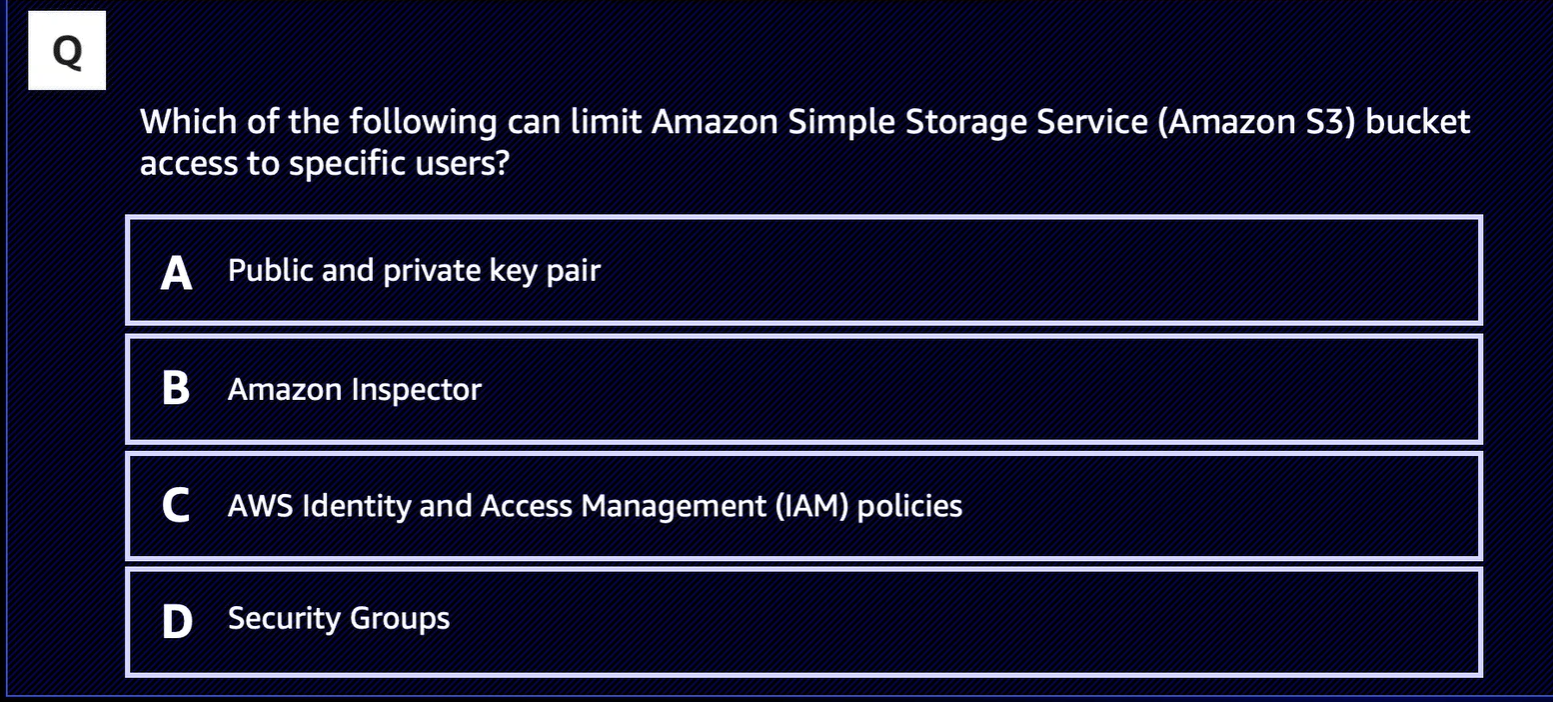 Q
Which of the following can limit Amazon Simple Storage Service (Amazon S3) bucket
access to specific users?
A Public and private key pair
B Amazon Inspector
C AWS Identity and Access Management (IAM) policies
D Security Groups